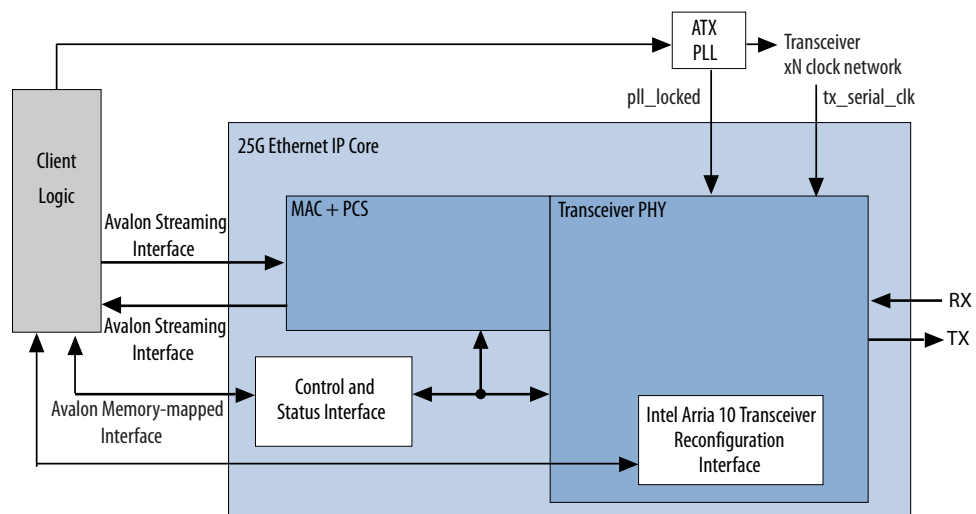 ATX
PLL
Transceiver
xN clock network
pll_locked
tx_serial_clk
Client
Logic
25G Ethernet IP Core
MAC + PCS
Transceiver PHY
Avalon Streaming
Interface
Avalon Streaming
Interface
RX
TX
Control and
Status Interface
Avalon Memory-mapped
Interface
Intel Arria 10 Transceiver
Reconfiguration
Interface